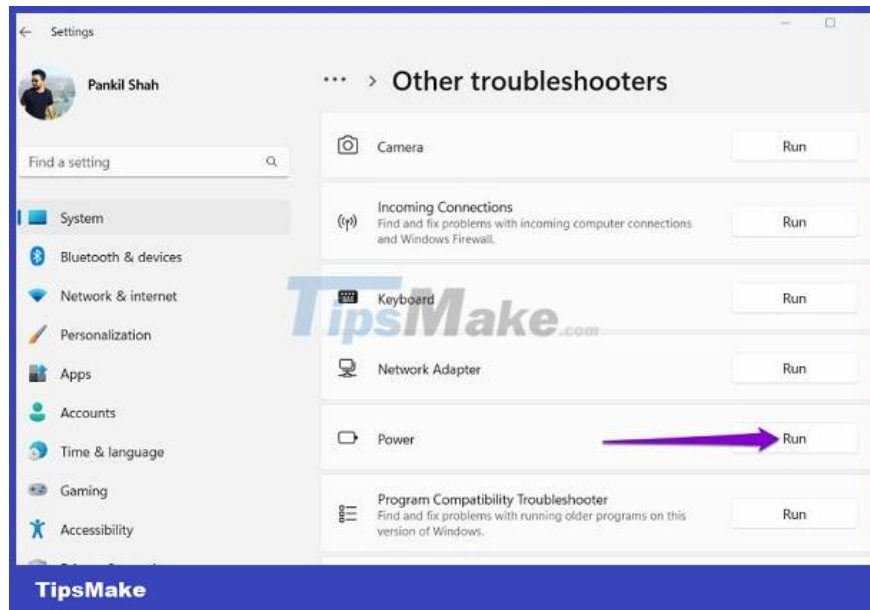 Settings
Pankil Shah
Find a setting
System
Bluetooth & devices
Network & internet
Personalization
Apps
Accounts
Time & language
Gaming
Accessibility
... > Other troubleshooters
Camera
Run
Incoming Connections
Find and fix problems with incoming computer connections
and Windows Firewall.
Run
Keyboard
Run
Network Adapter
Run
Power
Run
Program Compatibility Troubleshooter
Find and fix problems with running older programs on this
version of Windows.
Run
TipsMake.com
TipsMake